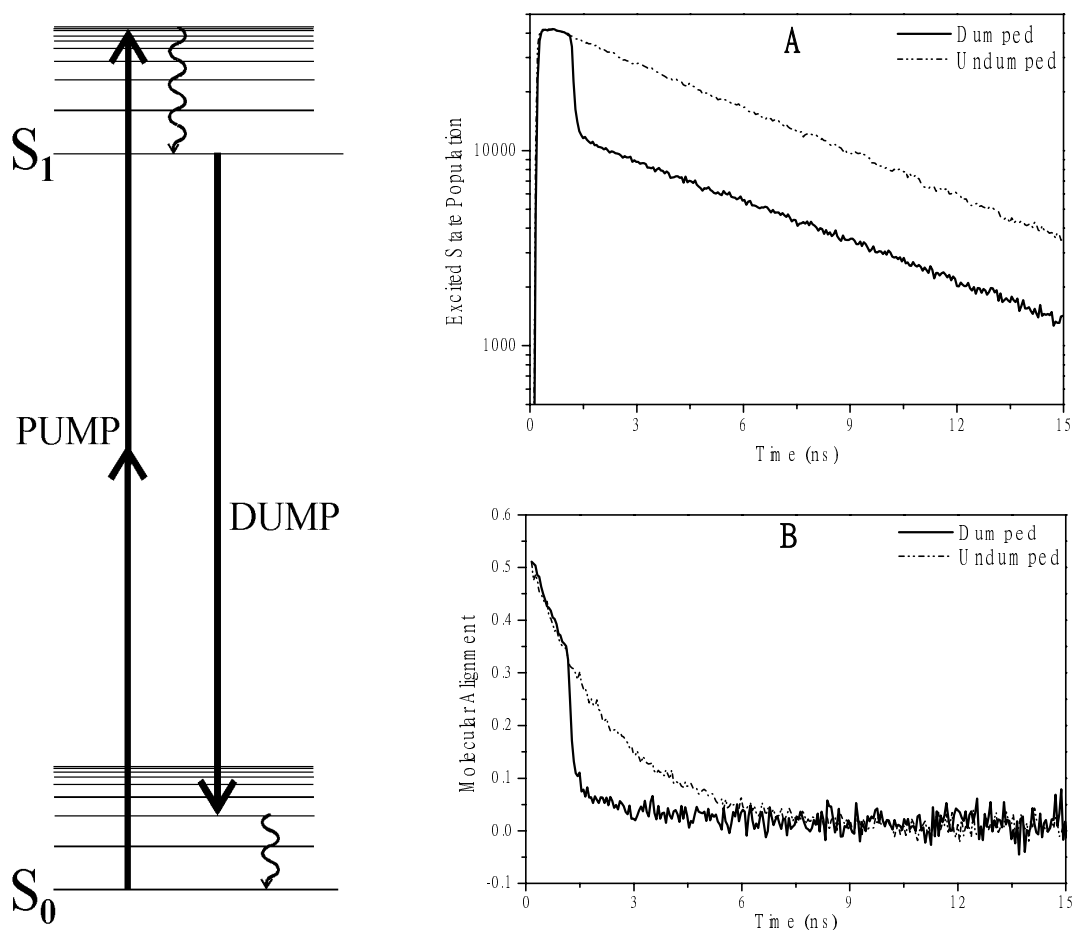 S1
PUMP
DUMP
S0
A
Dumped
Undumped
10000
1000
Excited State Population
0 3 6 9 12 15
Time (ns)
B
Dumped
Undumped
0.6
0.5
0.4
0.3
0.2
0.1
0.0
-0.1
Molecular Alignment
0 3 6 9 12 15
Time (ns)